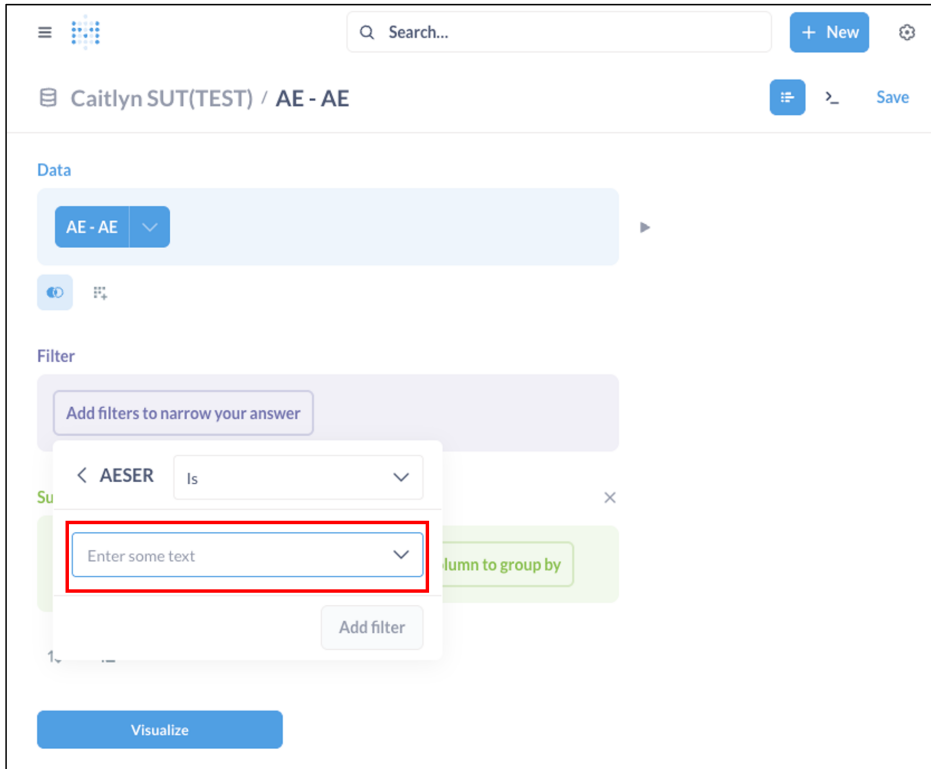 Search...
+ New
Caitlyn SUT(TEST) / AE - AE
>_
Save
Data
AE - AE
Filter
Add filters to narrow your answer
AESER
Is
Su
Enter some text
lumn to group by
Add filter
Visualize